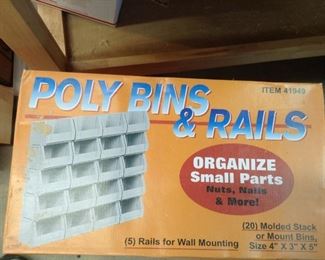 ITEM 41949
POLY BINS
& RAILS
ORGANIZE
Small Parts
Nuts, Nails
& More!
(20) Molded Stack
or Mount Bins,
Size 4" X 3" X 5"
(5) Rails for Wall Mounting